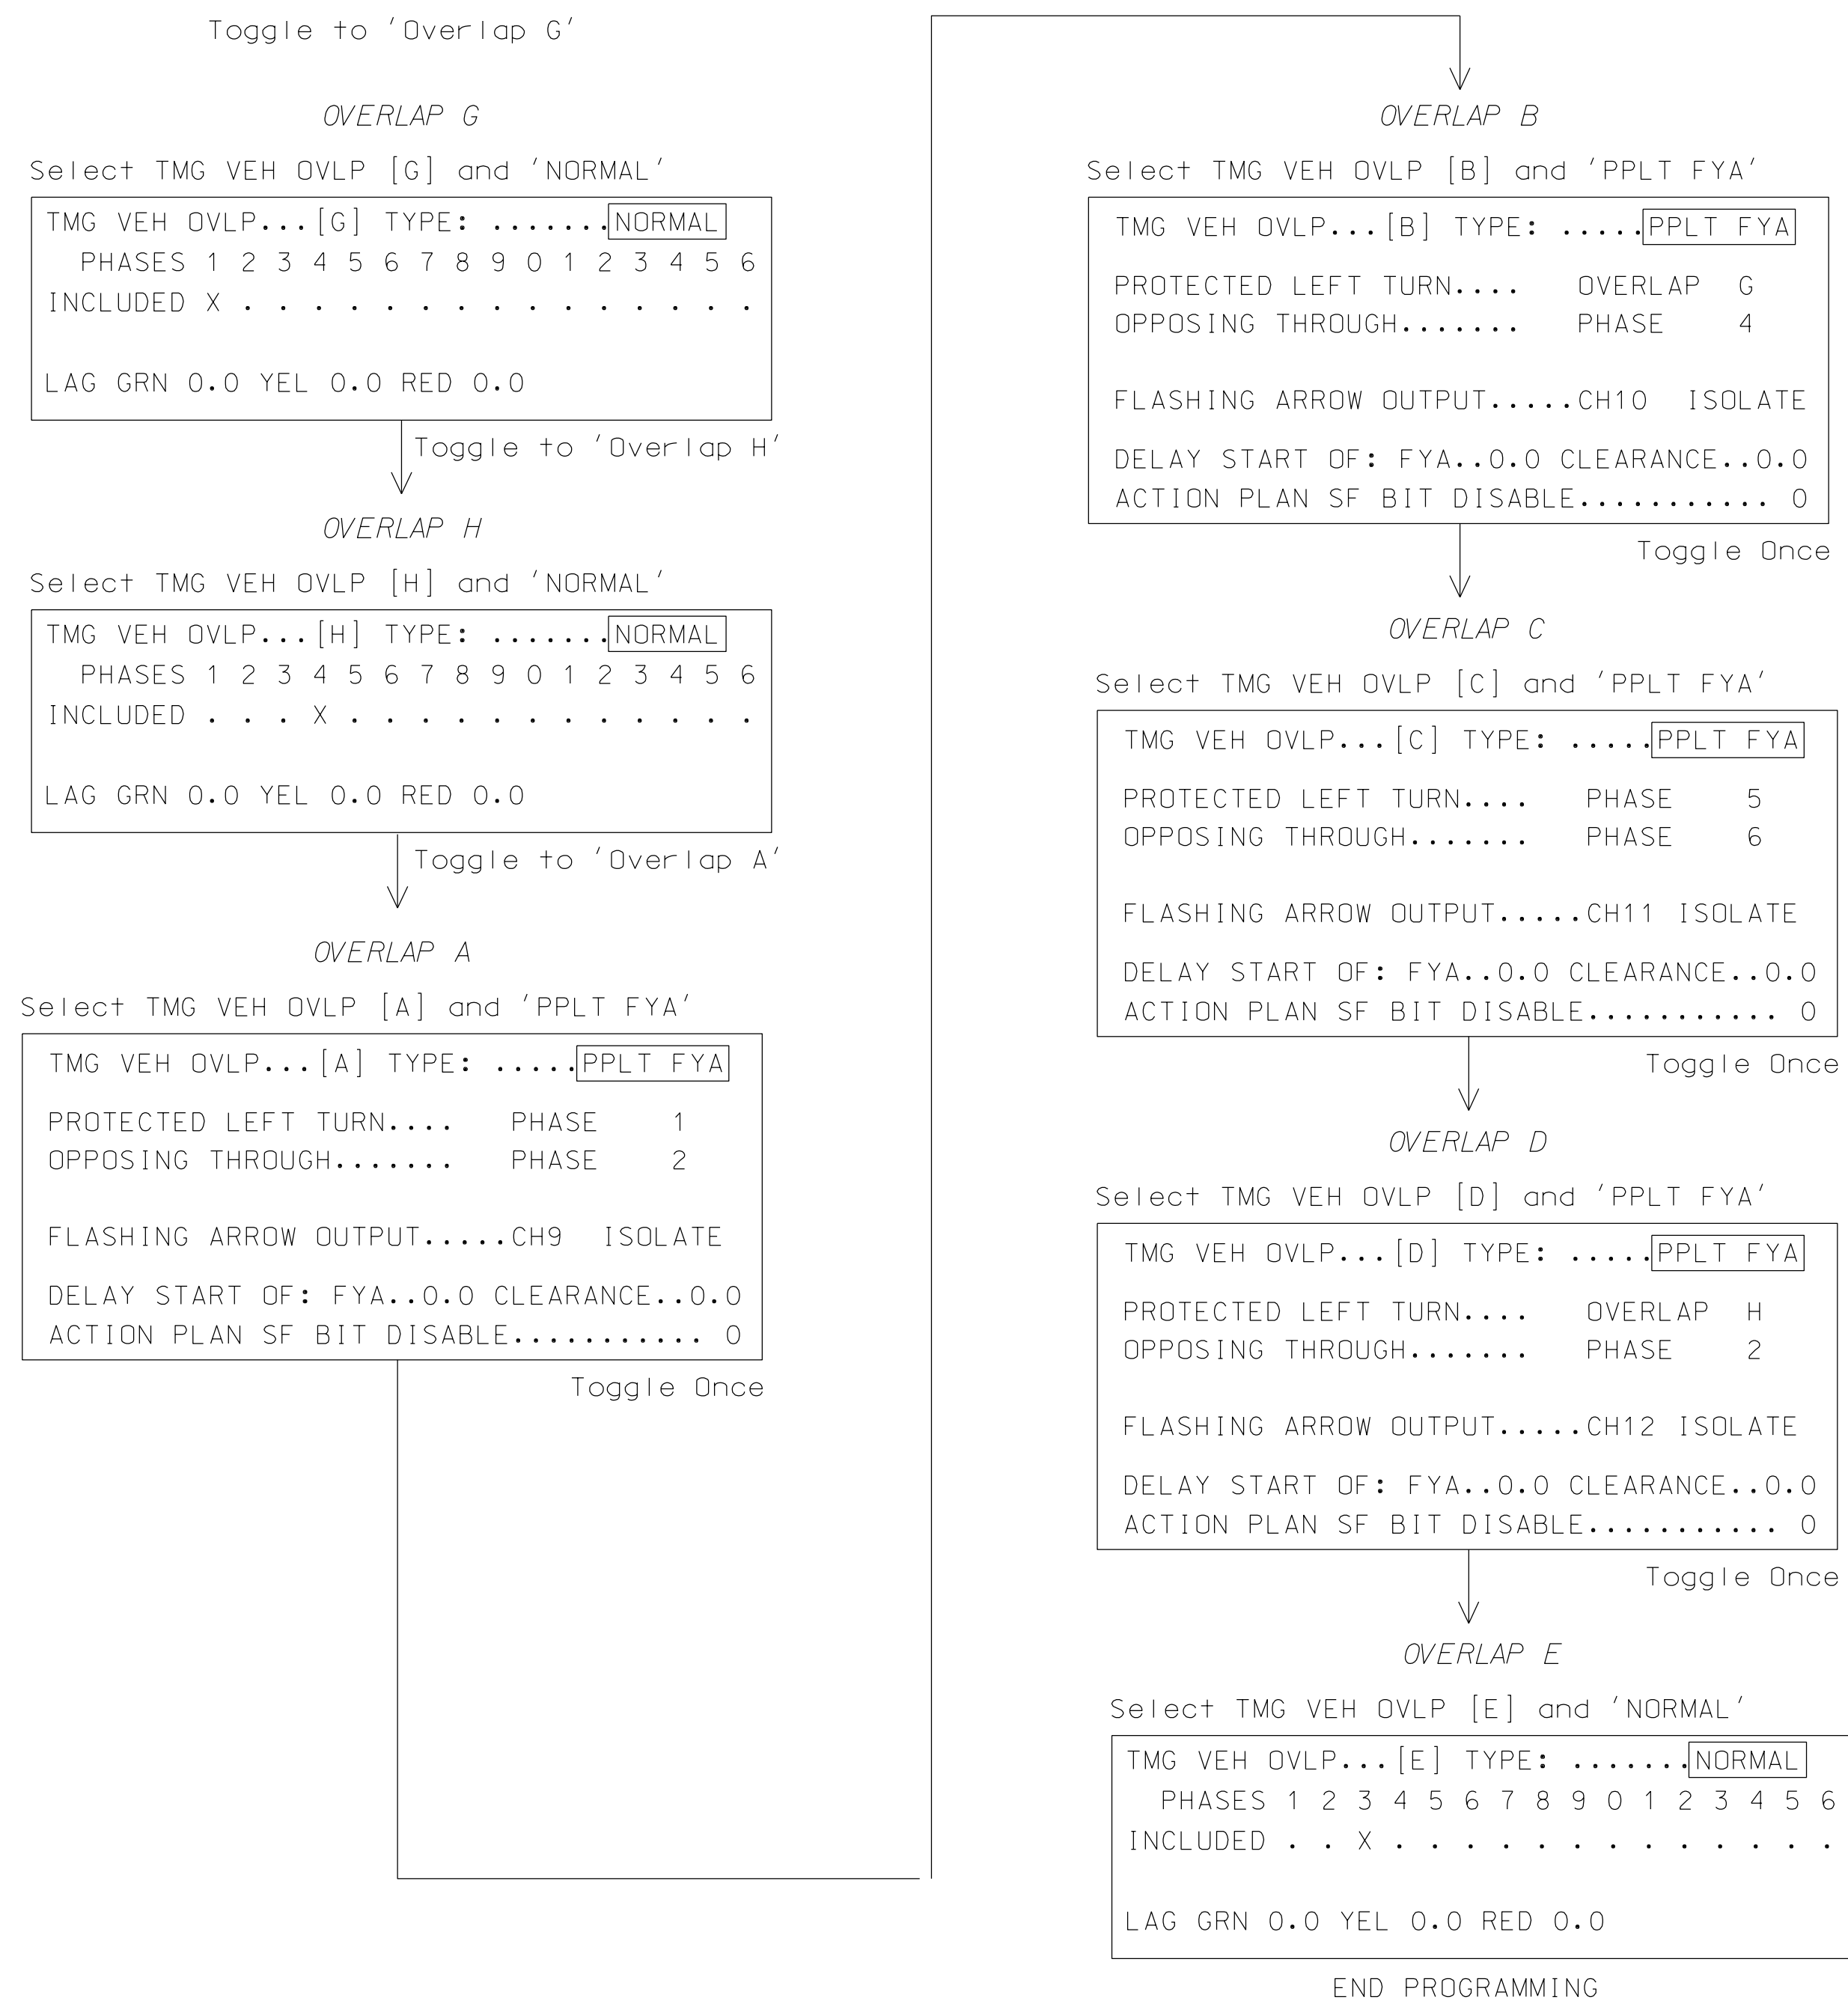 Toggle to 'Overlap G'
OVERLAP G
Select TMG VEH OVLP [G] and 'NORMAL'
TMG VEH OVLP...[G] TYPE: .......NORMAL
PHASES 1 2 3 4 5 6 7 8 9 0 1 2 3 4 5 6
INCLUDED X . . . . . . . . . . . . . . .
LAG GRN 0.0 YEL 0.0 RED 0.0
Toggle to 'Overlap H'
OVERLAP H
Select TMG VEH OVLP [H] and 'NORMAL'
TMG VEH OVLP...[H] TYPE: .......NORMAL
PHASES 1 2 3 4 5 6 7 8 9 0 1 2 3 4 5 6
INCLUDED . . . X . . . . . . . . . . . .
LAG GRN 0.0 YEL 0.0 RED 0.0
Toggle to 'Overlap A'
OVERLAP A
Select TMG VEH OVLP [A] and 'PPLT FYA'
TMG VEH OVLP...[A] TYPE: .....PPLT FYA
PROTECTED LEFT TURN.... PHASE 1
OPPOSING THROUGH....... PHASE 2
FLASHING ARROW OUTPUT.....CH9 ISOLATE
DELAY START OF: FYA..0.0 CLEARANCE..0.0
ACTION PLAN SF BIT DISABLE........... 0
Toggle Once
OVERLAP B
Select TMG VEH OVLP [B] and 'PPLT FYA'
TMG VEH OVLP...[B] TYPE: .....PPLT FYA
PROTECTED LEFT TURN.... OVERLAP G
OPPOSING THROUGH....... PHASE 4
FLASHING ARROW OUTPUT.....CH10 ISOLATE
DELAY START OF: FYA..0.0 CLEARANCE..0.0
ACTION PLAN SF BIT DISABLE........... 0
Toggle Once
OVERLAP C
Select TMG VEH OVLP [C] and 'PPLT FYA'
TMG VEH OVLP...[C] TYPE: .....PPLT FYA
PROTECTED LEFT TURN.... PHASE 5
OPPOSING THROUGH....... PHASE 6
FLASHING ARROW OUTPUT.....CH11 ISOLATE
DELAY START OF: FYA..0.0 CLEARANCE..0.0
ACTION PLAN SF BIT DISABLE........... 0
Toggle Once
OVERLAP D
Select TMG VEH OVLP [D] and 'PPLT FYA'
TMG VEH OVLP...[D] TYPE: .....PPLT FYA
PROTECTED LEFT TURN.... OVERLAP H
OPPOSING THROUGH....... PHASE 2
FLASHING ARROW OUTPUT.....CH12 ISOLATE
DELAY START OF: FYA..0.0 CLEARANCE..0.0
ACTION PLAN SF BIT DISABLE........... 0
Toggle Once
OVERLAP E
Select TMG VEH OVLP [E] and 'NORMAL'
TMG VEH OVLP...[E] TYPE: .......NORMAL
PHASES 1 2 3 4 5 6 7 8 9 0 1 2 3 4 5 6
INCLUDED . . X . . . . . . . . . . . . .
LAG GRN 0.0 YEL 0.0 RED 0.0
END PROGRAMMING